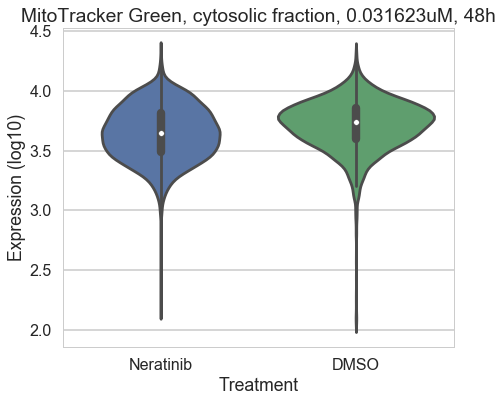 MitoTracker Green, cytosolic fraction, 0.031623uM, 48h
4.5
4.0
3.5
3.0
2.5
2.0
Expression (log10)
Neratinib DMSO
Treatment